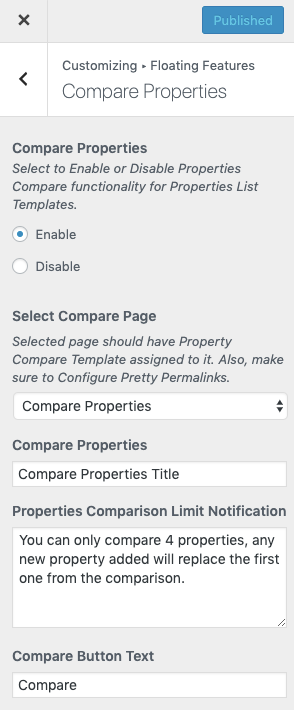 Published
Customizing ▸ Floating Features
Compare Properties
Compare Properties
Select to Enable or Disable Properties
Compare functionality for Properties List
Templates.
Enable
Disable
Select Compare Page
Selected page should have Property
Compare Template assigned to it. Also, make
sure to Configure Pretty Permalinks.
Compare Properties
Compare Properties
Compare Properties Title
Properties Comparison Limit Notification
You can only compare 4 properties, any
new property added will replace the first
one from the comparison.
Compare Button Text
Compare